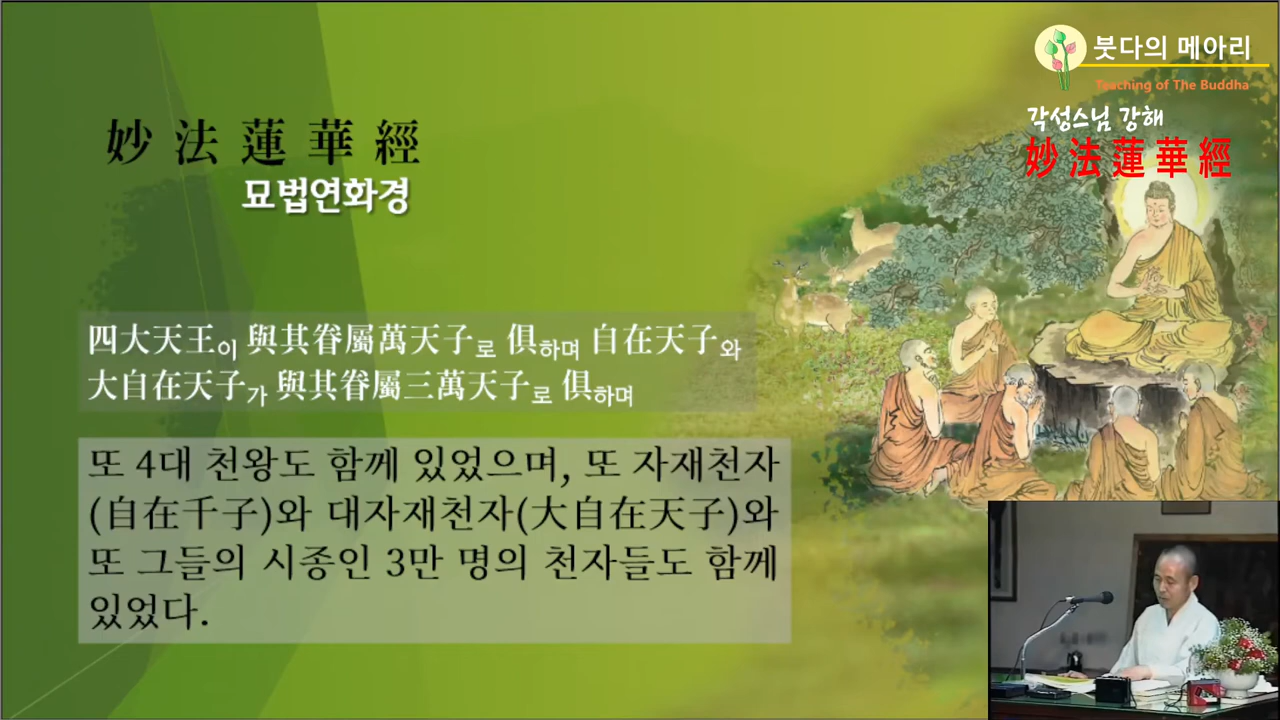 妙法蓮華經
묘법연화경
四大天王이 與其眷屬萬天子로 俱하며 自在天子와
大自在天子가 與其眷屬三萬天子로 俱하며
또 4대 천왕도 함께 있었으며, 또 자재천자
(自在千子)와 대자재천자(大自在天子)와
또 그들의 시종인 3만 명의 천자들도 함께
있었다.
붓다의 메아리
Teaching of The Buddha
각성스님 강해
妙法蓮華經